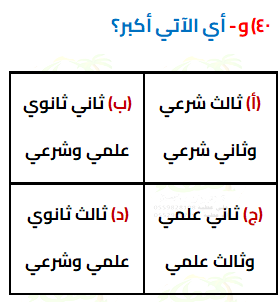 ٤٠) و- أي الآتي أكبر؟
(أ) ثالث شرعي
وثاني شرعي
(ب) ثاني ثانوي
علمي وشرعي
(ج) ثاني علمي
وثالث علمي
(د) ثالث ثانوي
علمي وشرعي